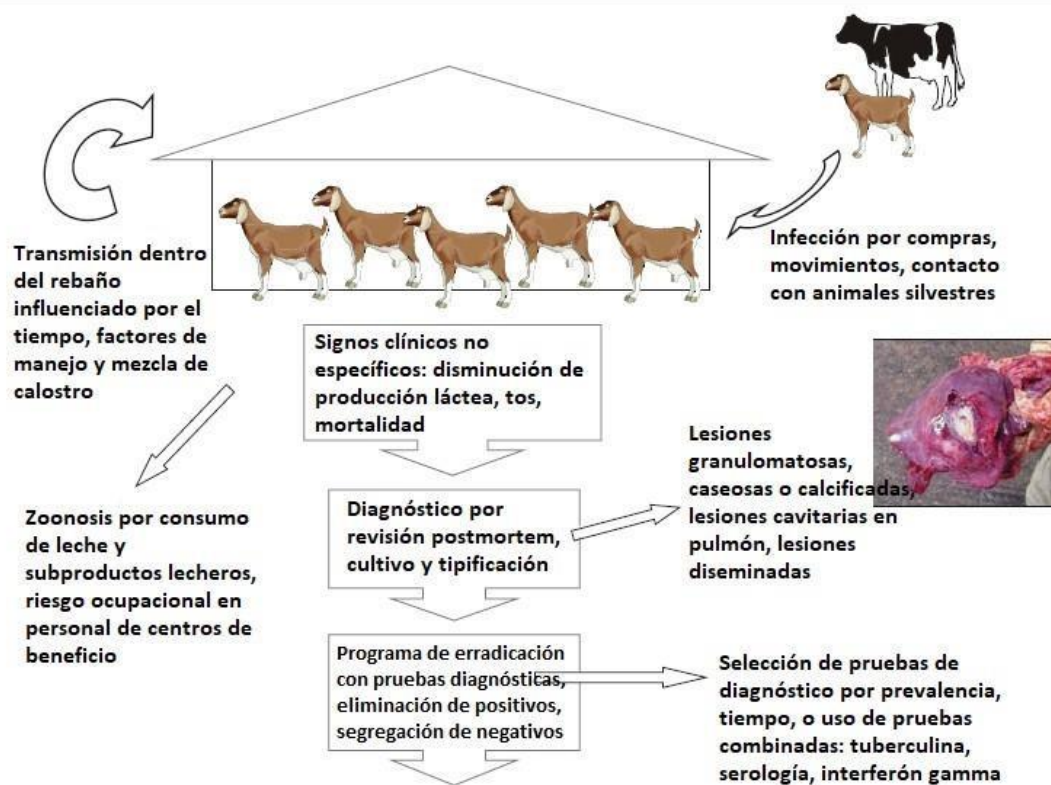 Transmisión dentro
del rebaño
influenciado por el
tiempo, factores de
manejo y mezcla de
calostro
Infección por compras,
movimientos, contacto
con animales silvestres
Signos clínicos no
específicos: disminución de
producción láctea, tos,
mortalidad
Lesiones
granulomatosas,
caseosas o calcificadas,
lesiones cavitarias en
pulmón, lesiones
diseminadas
Diagnóstico por
revisión postmortem,
cultivo y tipificación
Zoonosis por consumo
de leche y
subproductos lecheros,
riesgo ocupacional en
personal de centros de
beneficio
Programa de erradicación
con pruebas diagnósticas,
eliminación de positivos,
segregación de negativos
Selección de pruebas de
diagnóstico por prevalencia,
tiempo, o uso de pruebas
combinadas: tuberculina,
serología, interferón gamma